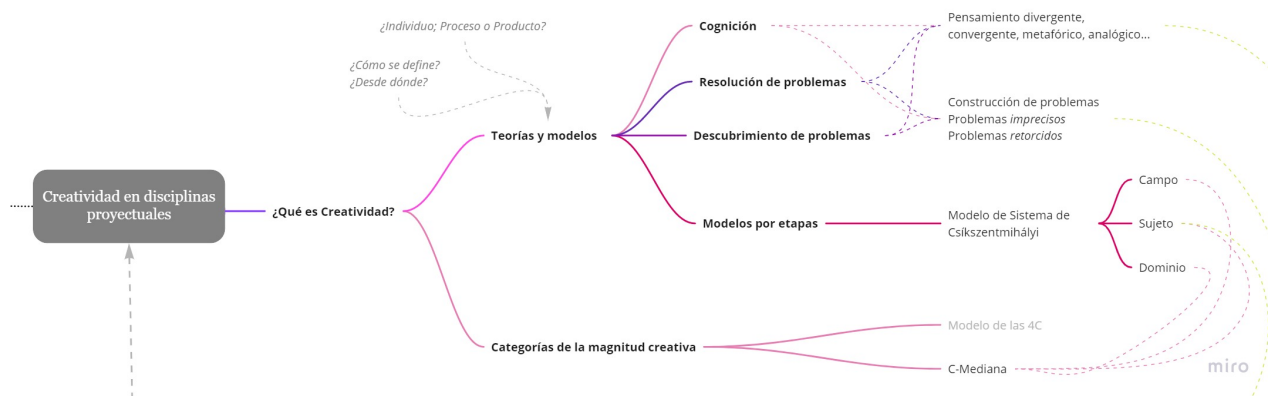 ¿Individuo; Proceso o Producto?
¿Cómo se define?
¿Desde dónde?
Creatividad en disciplinas
proyectuales
¿Qué es Creatividad?
Teorías y modelos
Cognición
Resolución de problemas
Descubrimiento de problemas
Modelos por etapas
Pensamiento divergente,
convergente, metafórico, analógico...
Construcción de problemas
Problemas imprecisos
Problemas retorcidos
Modelo de Sistema de
Csíkszentmihályi
Campo
Sujeto
Dominio
Categorías de la magnitud creativa
Modelo de las 4C
C-Mediana
miro